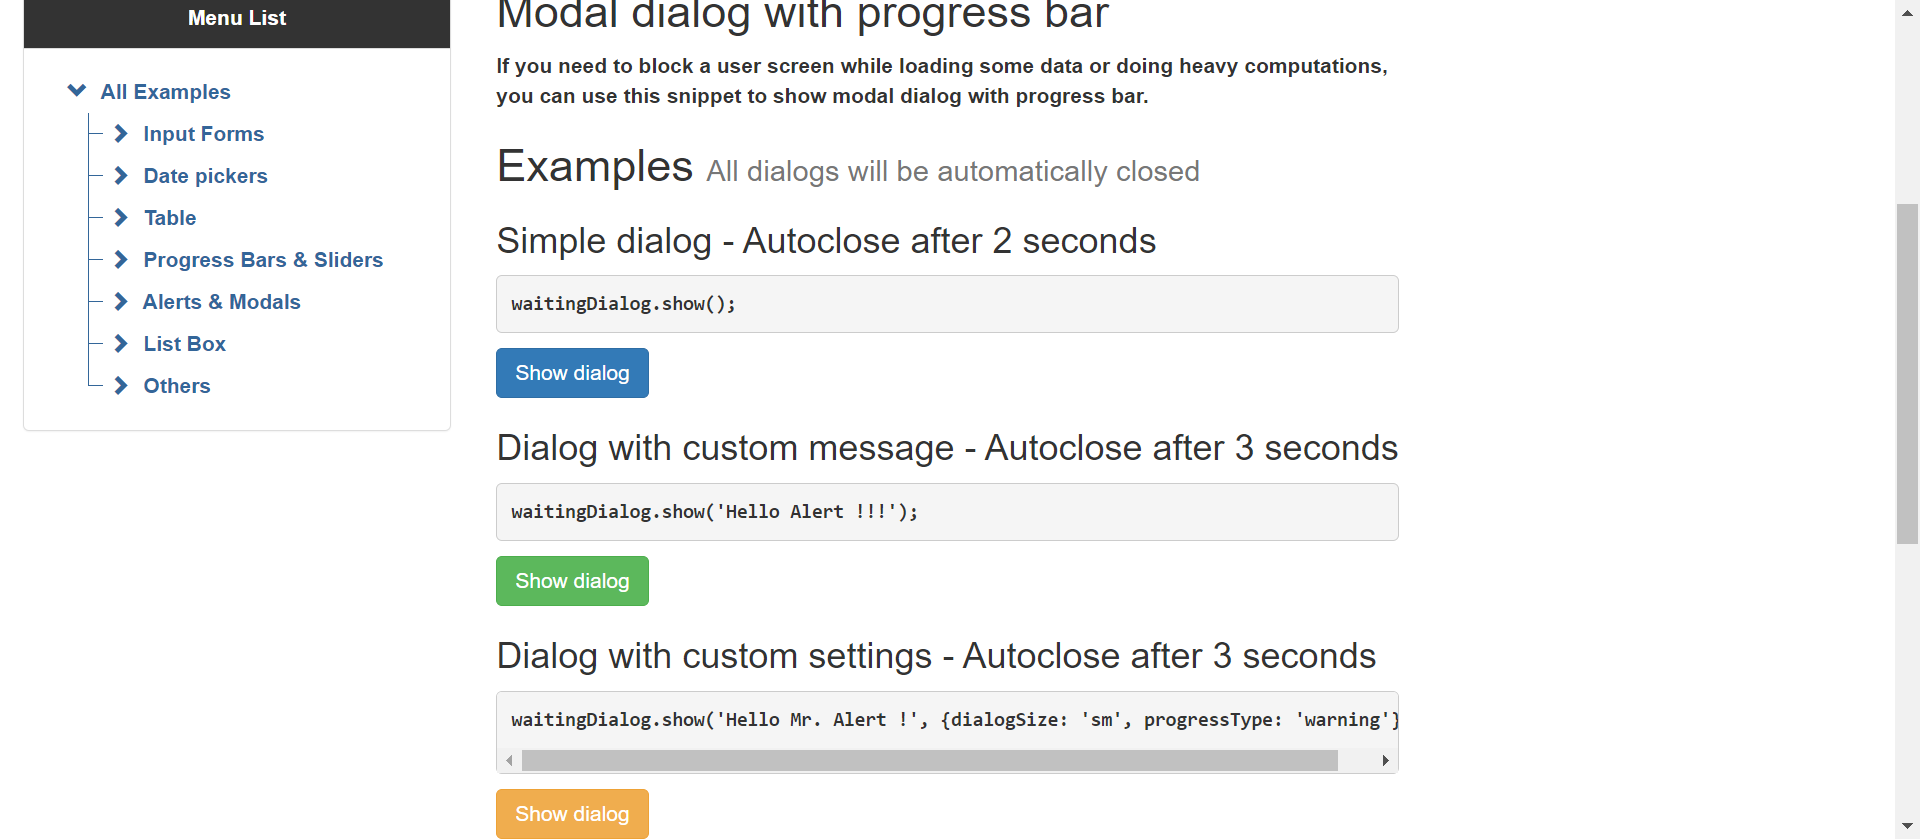 Menu List
All Examples
Input Forms
Date pickers
Table
Progress Bars & Sliders
Alerts & Modals
List Box
Others
Modal dialog with progress bar
If you need to block a user screen while loading some data or doing heavy computations,
you can use this snippet to show modal dialog with progress bar.
Examples All dialogs will be automatically closed
Simple dialog - Autoclose after 2 seconds
waitingDialog.show();
Show dialog
Dialog with custom message - Autoclose after 3 seconds
waitingDialog.show('Hello Alert !!!');
Show dialog
Dialog with custom settings - Autoclose after 3 seconds
waitingDialog.show('Hello Mr. Alert !', {dialogSize: 'sm', progressType: 'warning'}
Show dialog